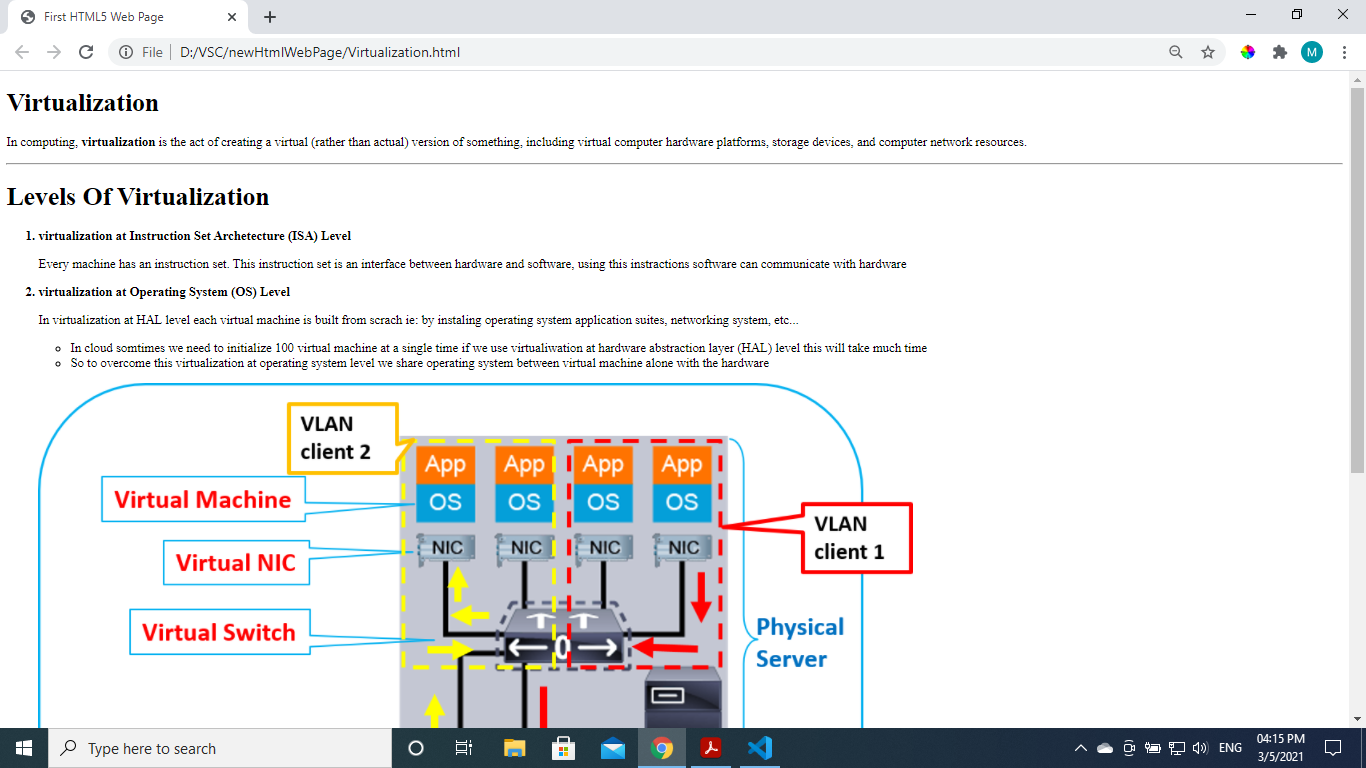 First HTML5 Web Page
File
D:/VSC/newHtmlWebPage/Virtualization.html
M
Virtualization
In computing, virtualization is the act of creating a virtual (rather than actual) version of something, including virtual computer hardware platforms, storage devices, and computer network resources.
Levels Of Virtualization
1. virtualization at Instruction Set Archetecture (ISA) Level
Every machine has an instruction set. This instruction set is an interface between hardware and software, using this instractions software can communicate with hardware
2. virtualization at Operating System (OS) Level
In virtualization at HAL level each virtual machine is built from scrach ie: by instaling operating system application suites, networking system, etc...
In cloud somtimes we need to initialize 100 virtual machine at a single time if we use virtualiwation at hardware abstraction layer (HAL) level this will take much time
So to overcome this virtualization at operating system level we share operating system between virtual machine alone with the hardware
VLAN
client 2
App App App App
Virtual Machine
OS OS OS OS
VLAN
client 1
NIC NIC NIC NIC
Virtual NIC
Virtual Switch
0
Physical
Server
Type here to search
ENG
04:15 PM
3/5/2021